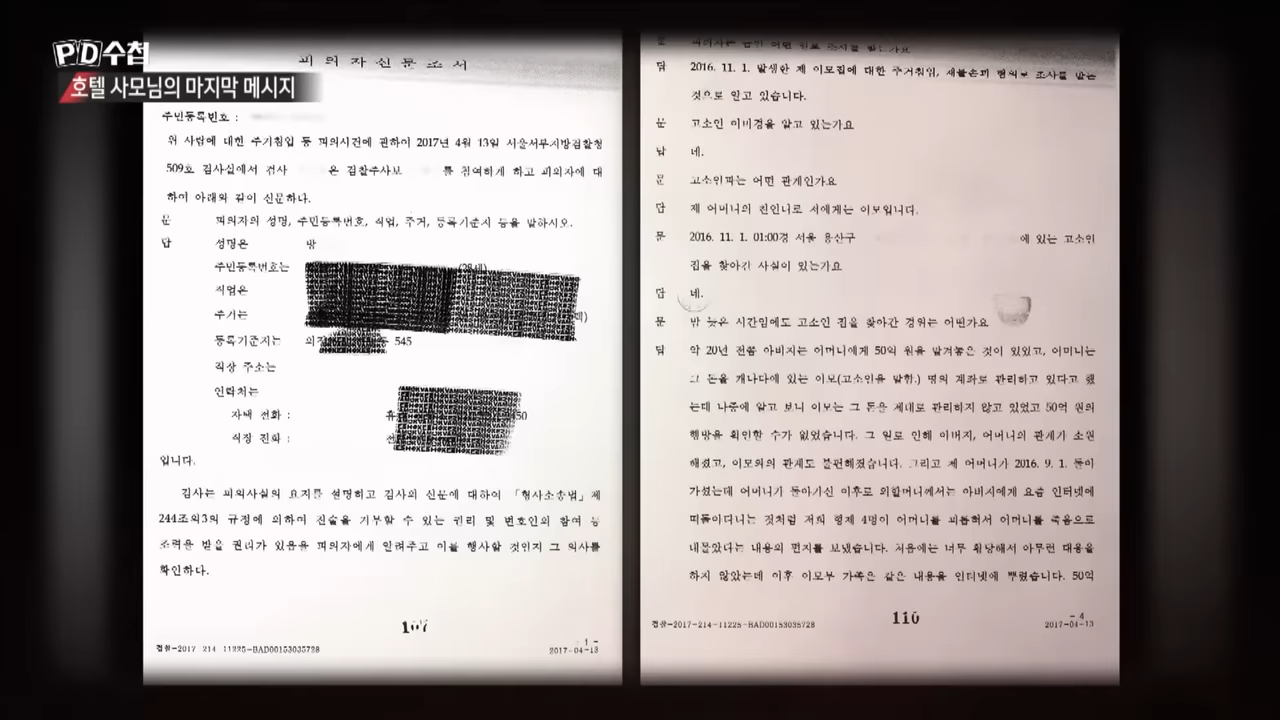 PD수첩
호텔 사모님의 마지막 메시지
피의자신문조서
주민등록번호 :
위 사람에 대한 주거침입 등 피의사건에 관하여 2017년 4월 13일 서울서부지방검찰청
509호 검사실에서 검사 은 검찰주사보 를 참여하게 하고 피의자에 대
하여 아래와 같이 신문하다.
문 피의자의 성명, 주민등록번호, 직업, 주거, 등록기준지 등을 말하시오.
답 성명은 방
주민등록번호는 (28세)
직업은
주거는
등록기준지는 545
직장 주소는
연락처는
자택 전화 :
직장 전화 :
입니다.
검사는 피의사실의 요지를 설명하고 검사의 신문에 대하여 「형사소송법」 제
244조의3의 규정에 의하여 진술을 거부할 수 있는 권리 및 변호인의 참여 등
조력을 받을 권리가 있음을 피의자에게 알려주고 이를 행사할 것인지 그 의사를
확인하다.
107
검찰-2017-214-11225-BAD00153035728
- 1 -
2017-04-13
답 2016. 11. 1. 발생한 제 이모집에 대한 주거침입, 재물손괴 혐의로 조사를 받는
것으로 알고 있습니다.
문 고소인 이미경을 알고 있는가요
답 네.
문 고소인과는 어떤 관계인가요
답 제 어머니의 친언니로 저에게는 이모입니다.
문 2016. 11. 1. 01:00경 서울 용산구 에 있는 고소인
집을 찾아간 사실이 있는가요
답 네.
문 밤 늦은 시간임에도 고소인 집을 찾아간 경위는 어떤가요
답 약 20년 전쯤 아버지는 어머니에게 50억 원을 맡겨놓은 것이 있었고, 어머니는
그 돈을 캐나다에 있는 이모(고소인을 말함.) 명의 계좌로 관리하고 있다고 했
는데 나중에 알고 보니 이모는 그 돈을 제대로 관리하지 않고 있었고 50억 원의
행방을 확인할 수가 없었습니다. 그 일로 인해 아버지, 어머니의 관계가 소원
해졌고, 이모와의 관계도 불편해졌습니다. 그리고 제 어머니가 2016. 9. 1. 돌아
가셨는데 어머니가 돌아가신 이후로 외할머니께서는 아버지에게 요즘 인터넷에
떠돌아다니는 것처럼 저희 형제 4명이 어머니를 괴롭혀서 어머니를 죽음으로
내몰았다는 내용의 편지를 보냈습니다. 처음에는 너무 황당해서 아무런 대응을
하지 않았는데 이후 이모부 가족은 같은 내용을 인터넷에 뿌렸습니다. 50억
110
검찰-2017-214-11225-BAD00153035728
- 4
2017-04-13